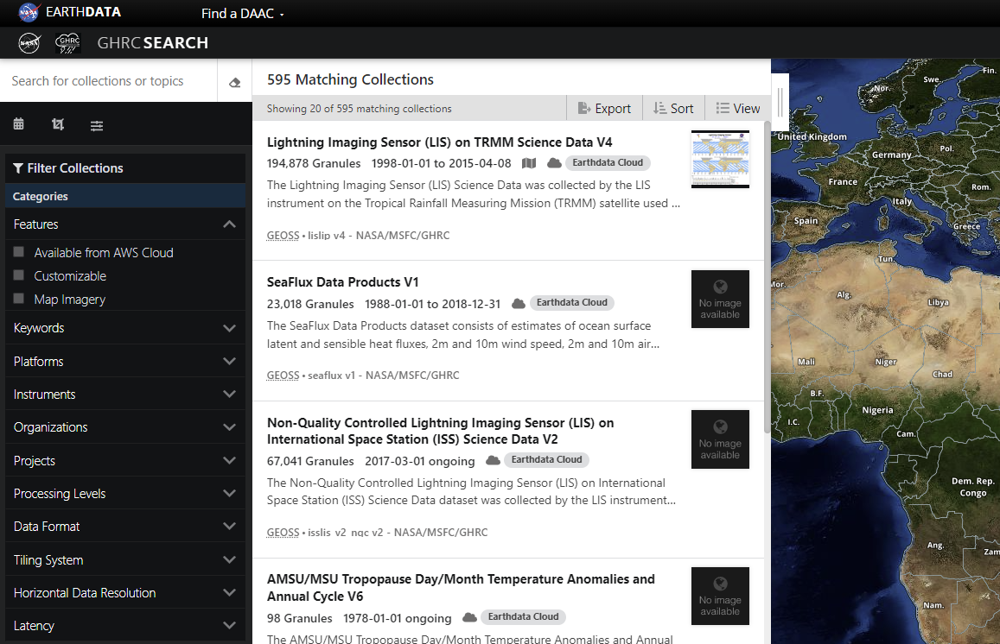 EARTHDATA
Find a DAAC
NASA
GHRC
GHRC SEARCH
Search for collections or topics
Filter Collections
Categories
Features
Available from AWS Cloud
Customizable
Map Imagery
Keywords
Platforms
Instruments
Organizations
Projects
Processing Levels
Data Format
Tiling System
Horizontal Data Resolution
Latency
595 Matching Collections
Showing 20 of 595 matching collections
Export
Sort
View
Lightning Imaging Sensor (LIS) on TRMM Science Data V4
194,878 Granules 1998-01-01 to 2015-04-08 Earthdata Cloud
The Lightning Imaging Sensor (LIS) Science Data was collected by the LIS
instrument on the Tropical Rainfall Measuring Mission (TRMM) satellite used ...
GEOSS • lislip v4 - NASA/MSFC/GHRC
SeaFlux Data Products V1
23,018 Granules 1988-01-01 to 2018-12-31 Earthdata Cloud
The SeaFlux Data Products dataset consists of estimates of ocean surface
latent and sensible heat fluxes, 2m and 10m wind speed, 2m and 10m air...
GEOSS • seaflux v1 - NASA/MSFC/GHRC
No image
available
Non-Quality Controlled Lightning Imaging Sensor (LIS) on
International Space Station (ISS) Science Data V2
67,041 Granules 2017-03-01 ongoing Earthdata Cloud
The Non-Quality Controlled Lightning Imaging Sensor (LIS) on International
Space Station (ISS) Science Data dataset was collected by the LIS instrument...
GEOSS • isslis_v2_nqc v2 - NASA/MSFC/GHRC
No image
available
AMSU/MSU Tropopause Day/Month Temperature Anomalies and
Annual Cycle V6
98 Granules 1978-01-01 ongoing Earthdata Cloud
The AMSU/MSU Tropopause Day/Month Temperature Anomalies and Annual
No image
available
Fin.
Swe.
Nor.
United Kingdom
Germany
Pol.
France
Rom.
Italy
Spain
Greece
Tun.
Mor.
Alg.
Libya
Mali
Niger
Chad
B.F.
Nigeria
I.C.
Cam.
Dem. Rep.
Congo
Ang.
Zam
Nam.